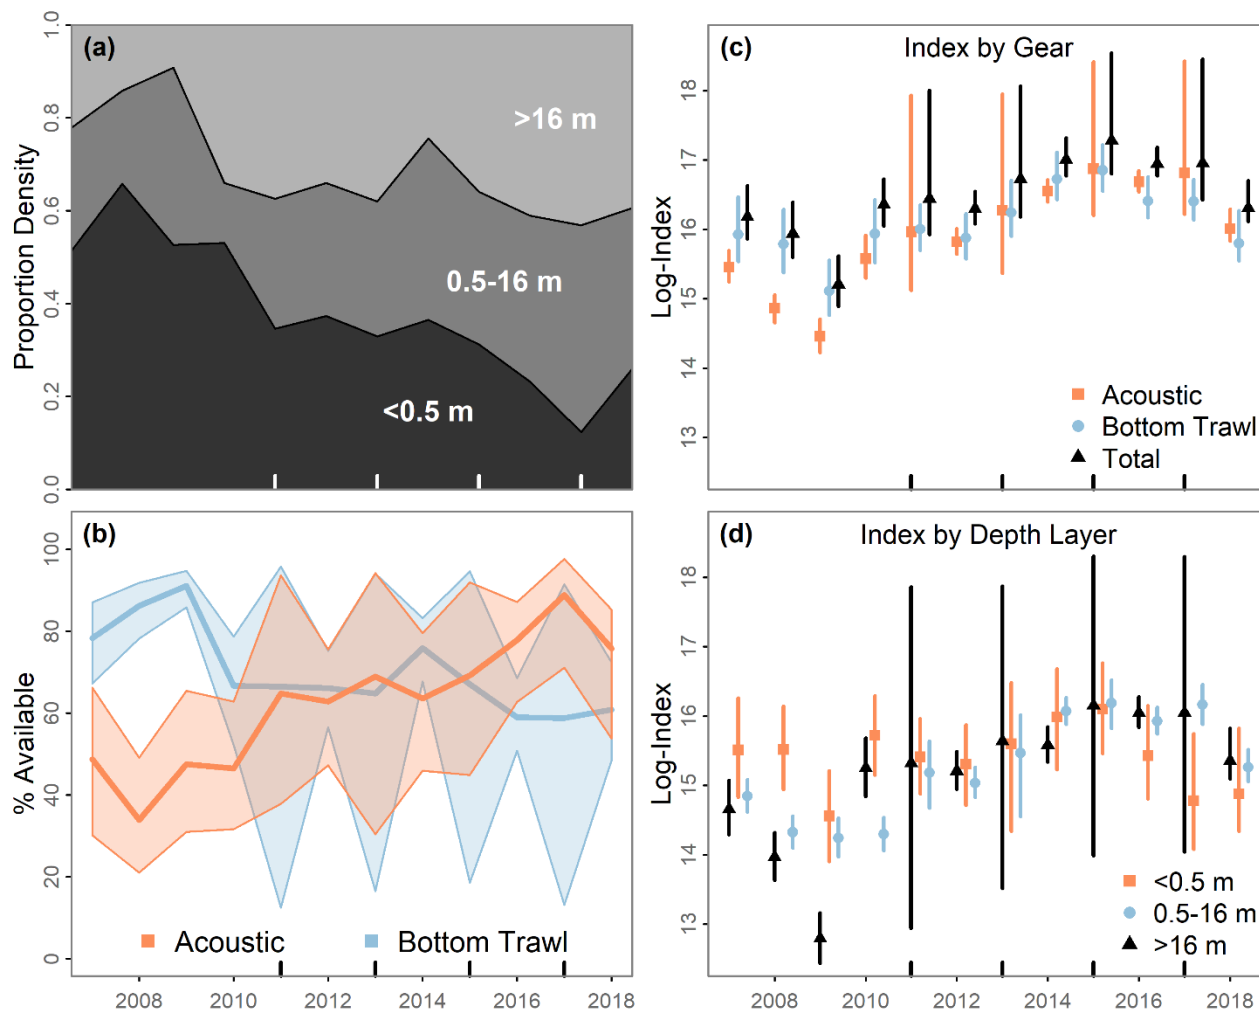 (a)
>16 m
0.5-16 m
<0.5 m
Proportion Density
1.0
0.8
0.6
0.4
0.2
0.0
(b)
% Available
100
80
60
40
20
0
Acoustic
Bottom Trawl
2008 2010 2012 2014 2016 2018
(c) Index by Gear
Log-Index
18
17
16
15
14
13
Acoustic
Bottom Trawl
Total
(d) Index by Depth Layer
Log-Index
18
17
16
15
14
13
<0.5 m
0.5-16 m
>16 m
2008 2010 2012 2014 2016 2018